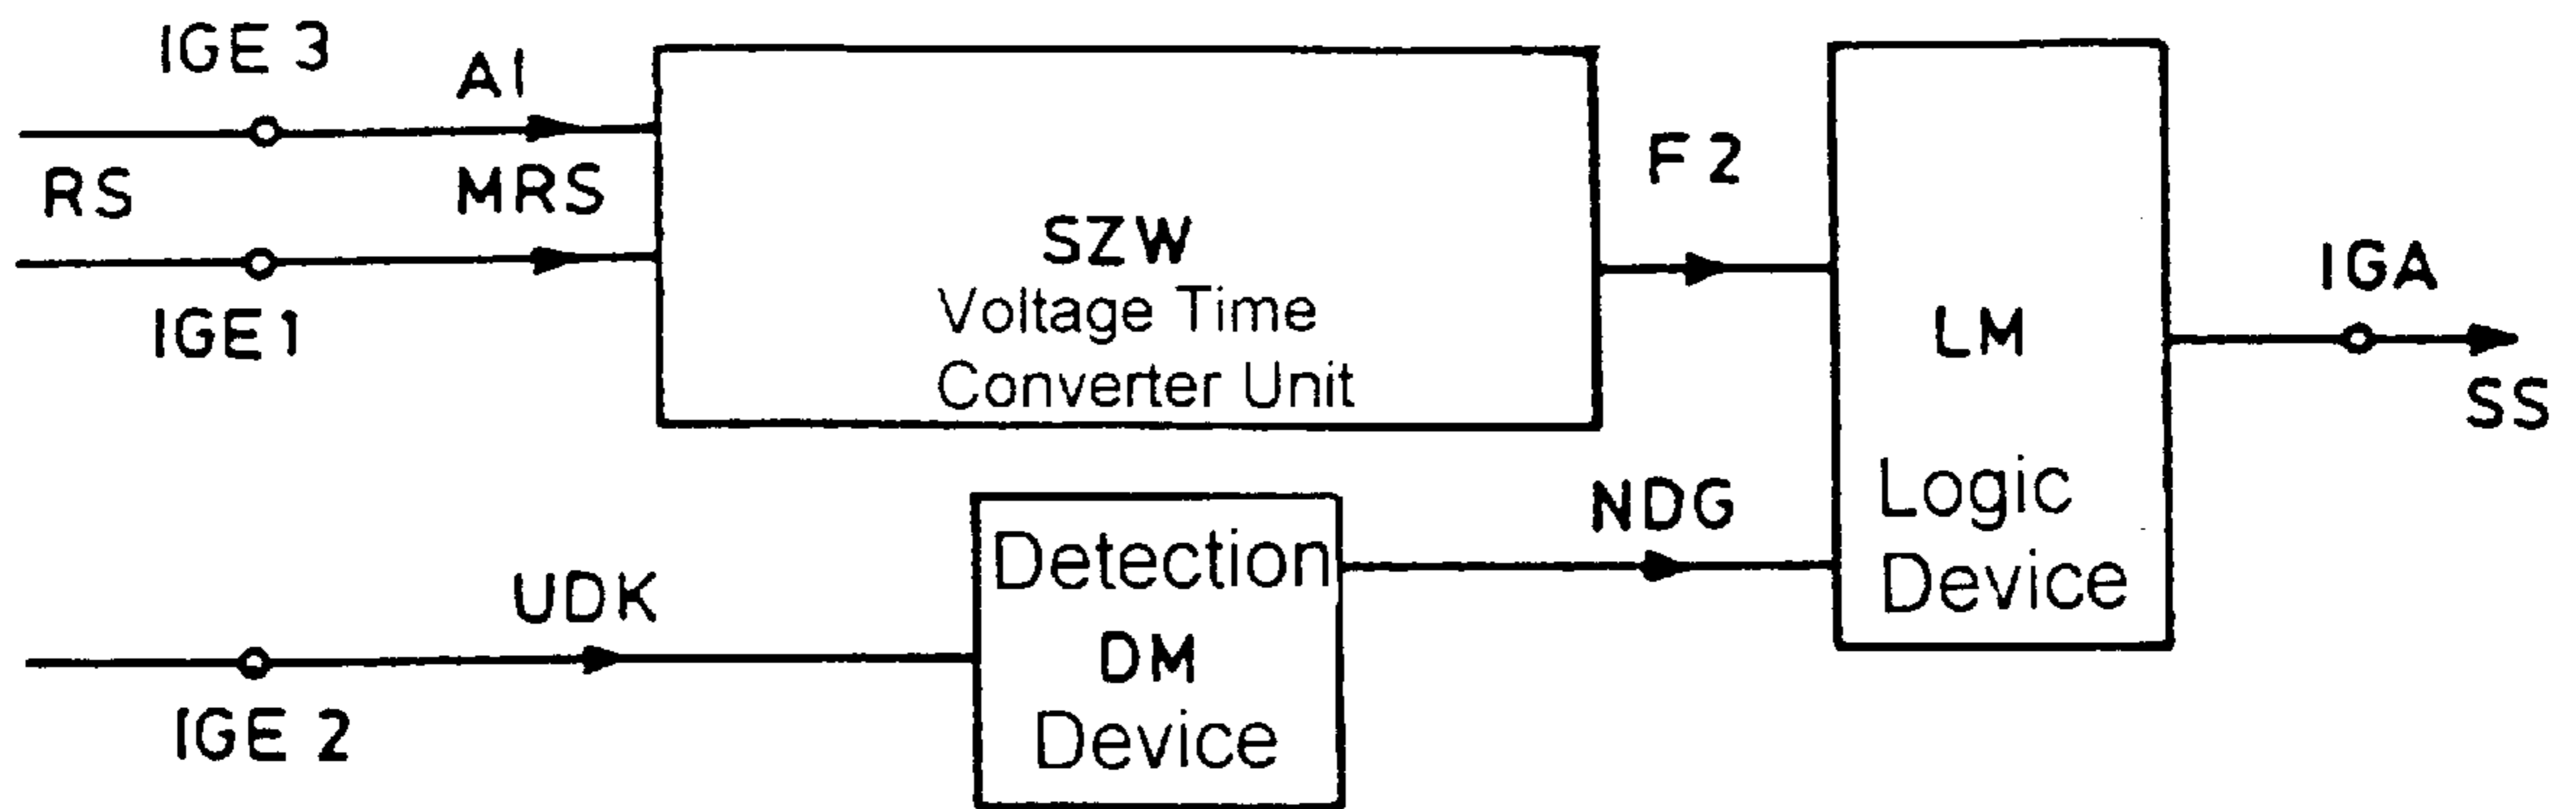 IGE 3
AI
RS
MRS
IGE 1
SZW
Voltage Time
Converter Unit
F2
LM
Logic
Device
IGA
SS
NDG
UDK
IGE 2
Detection
DM
Device